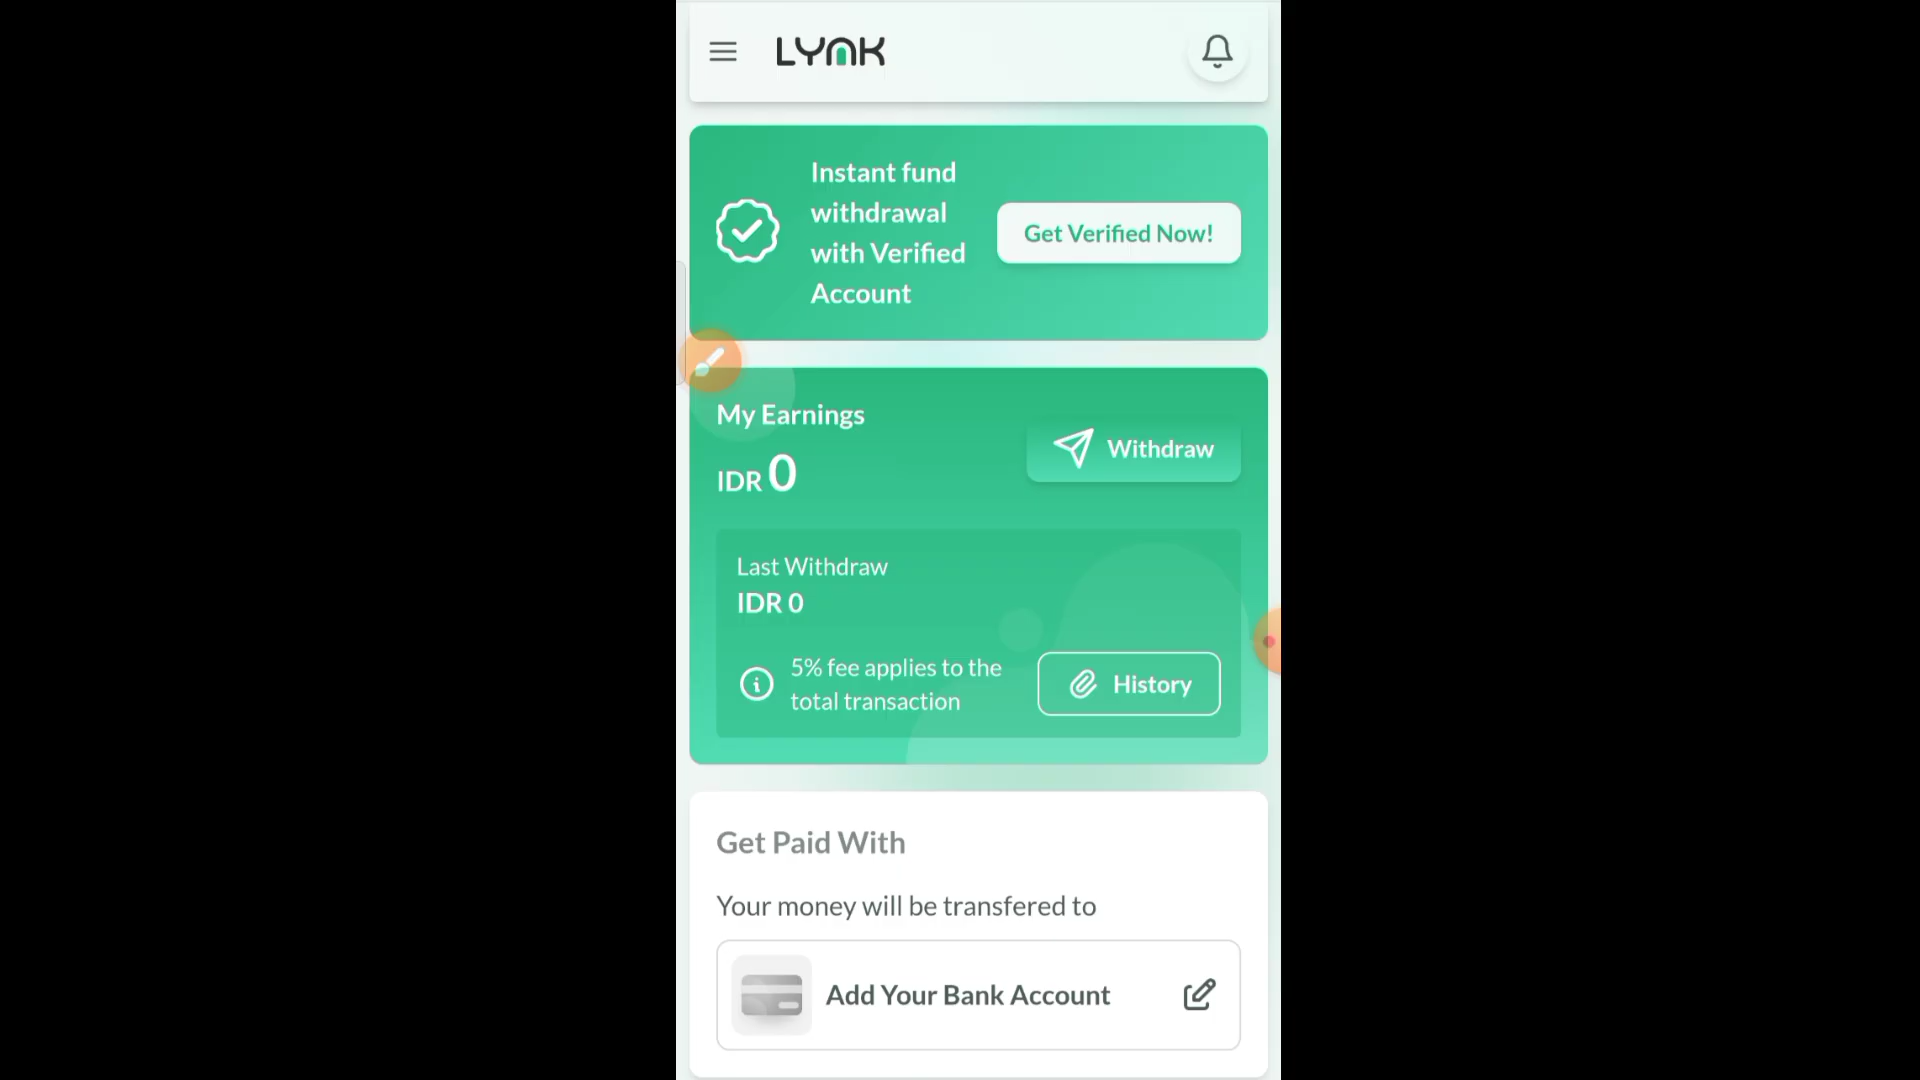 LYNK
Instant fund
withdrawal
with Verified
Account
Get Verified Now!
My Earnings
IDR 0
Withdraw
Last Withdraw
IDR 0
5% fee applies to the
total transaction
History
Get Paid With
Your money will be transfered to
Add Your Bank Account